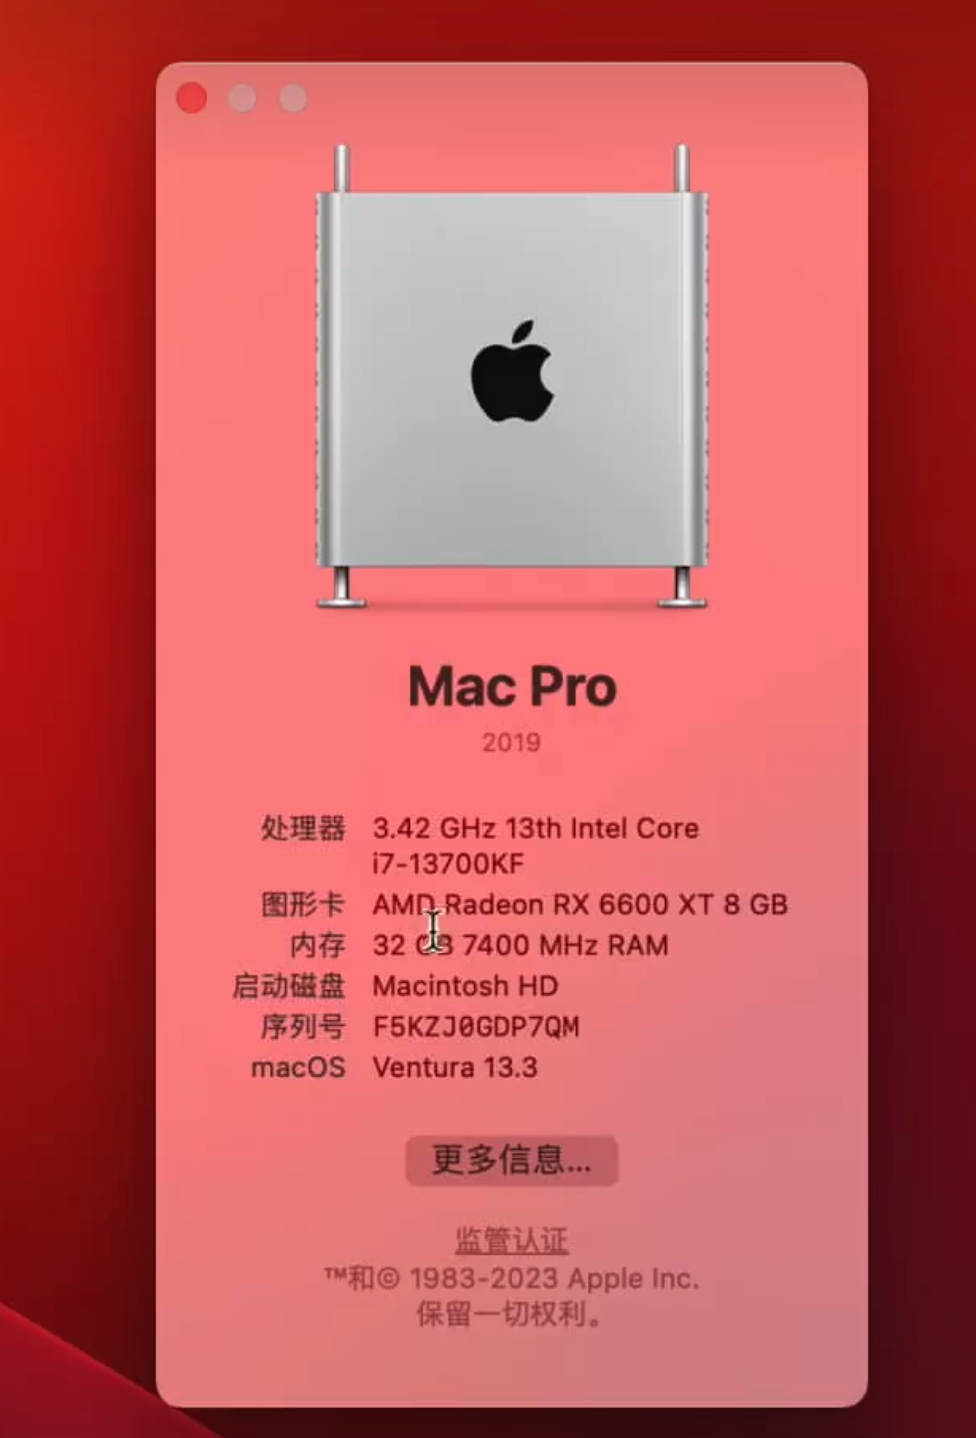 Mac Pro
2019
处理器 3.42 GHz 13th Intel Core
i7-13700KF
图形卡 AMD Radeon RX 6600 XT 8 GB
内存 32 GB 7400 MHz RAM
启动磁盘 Macintosh HD
序列号 F5KZJ0GDP7QM
macOS Ventura 13.3
更多信息...
监管认证
™和© 1983-2023 Apple Inc.
保留一切权利。